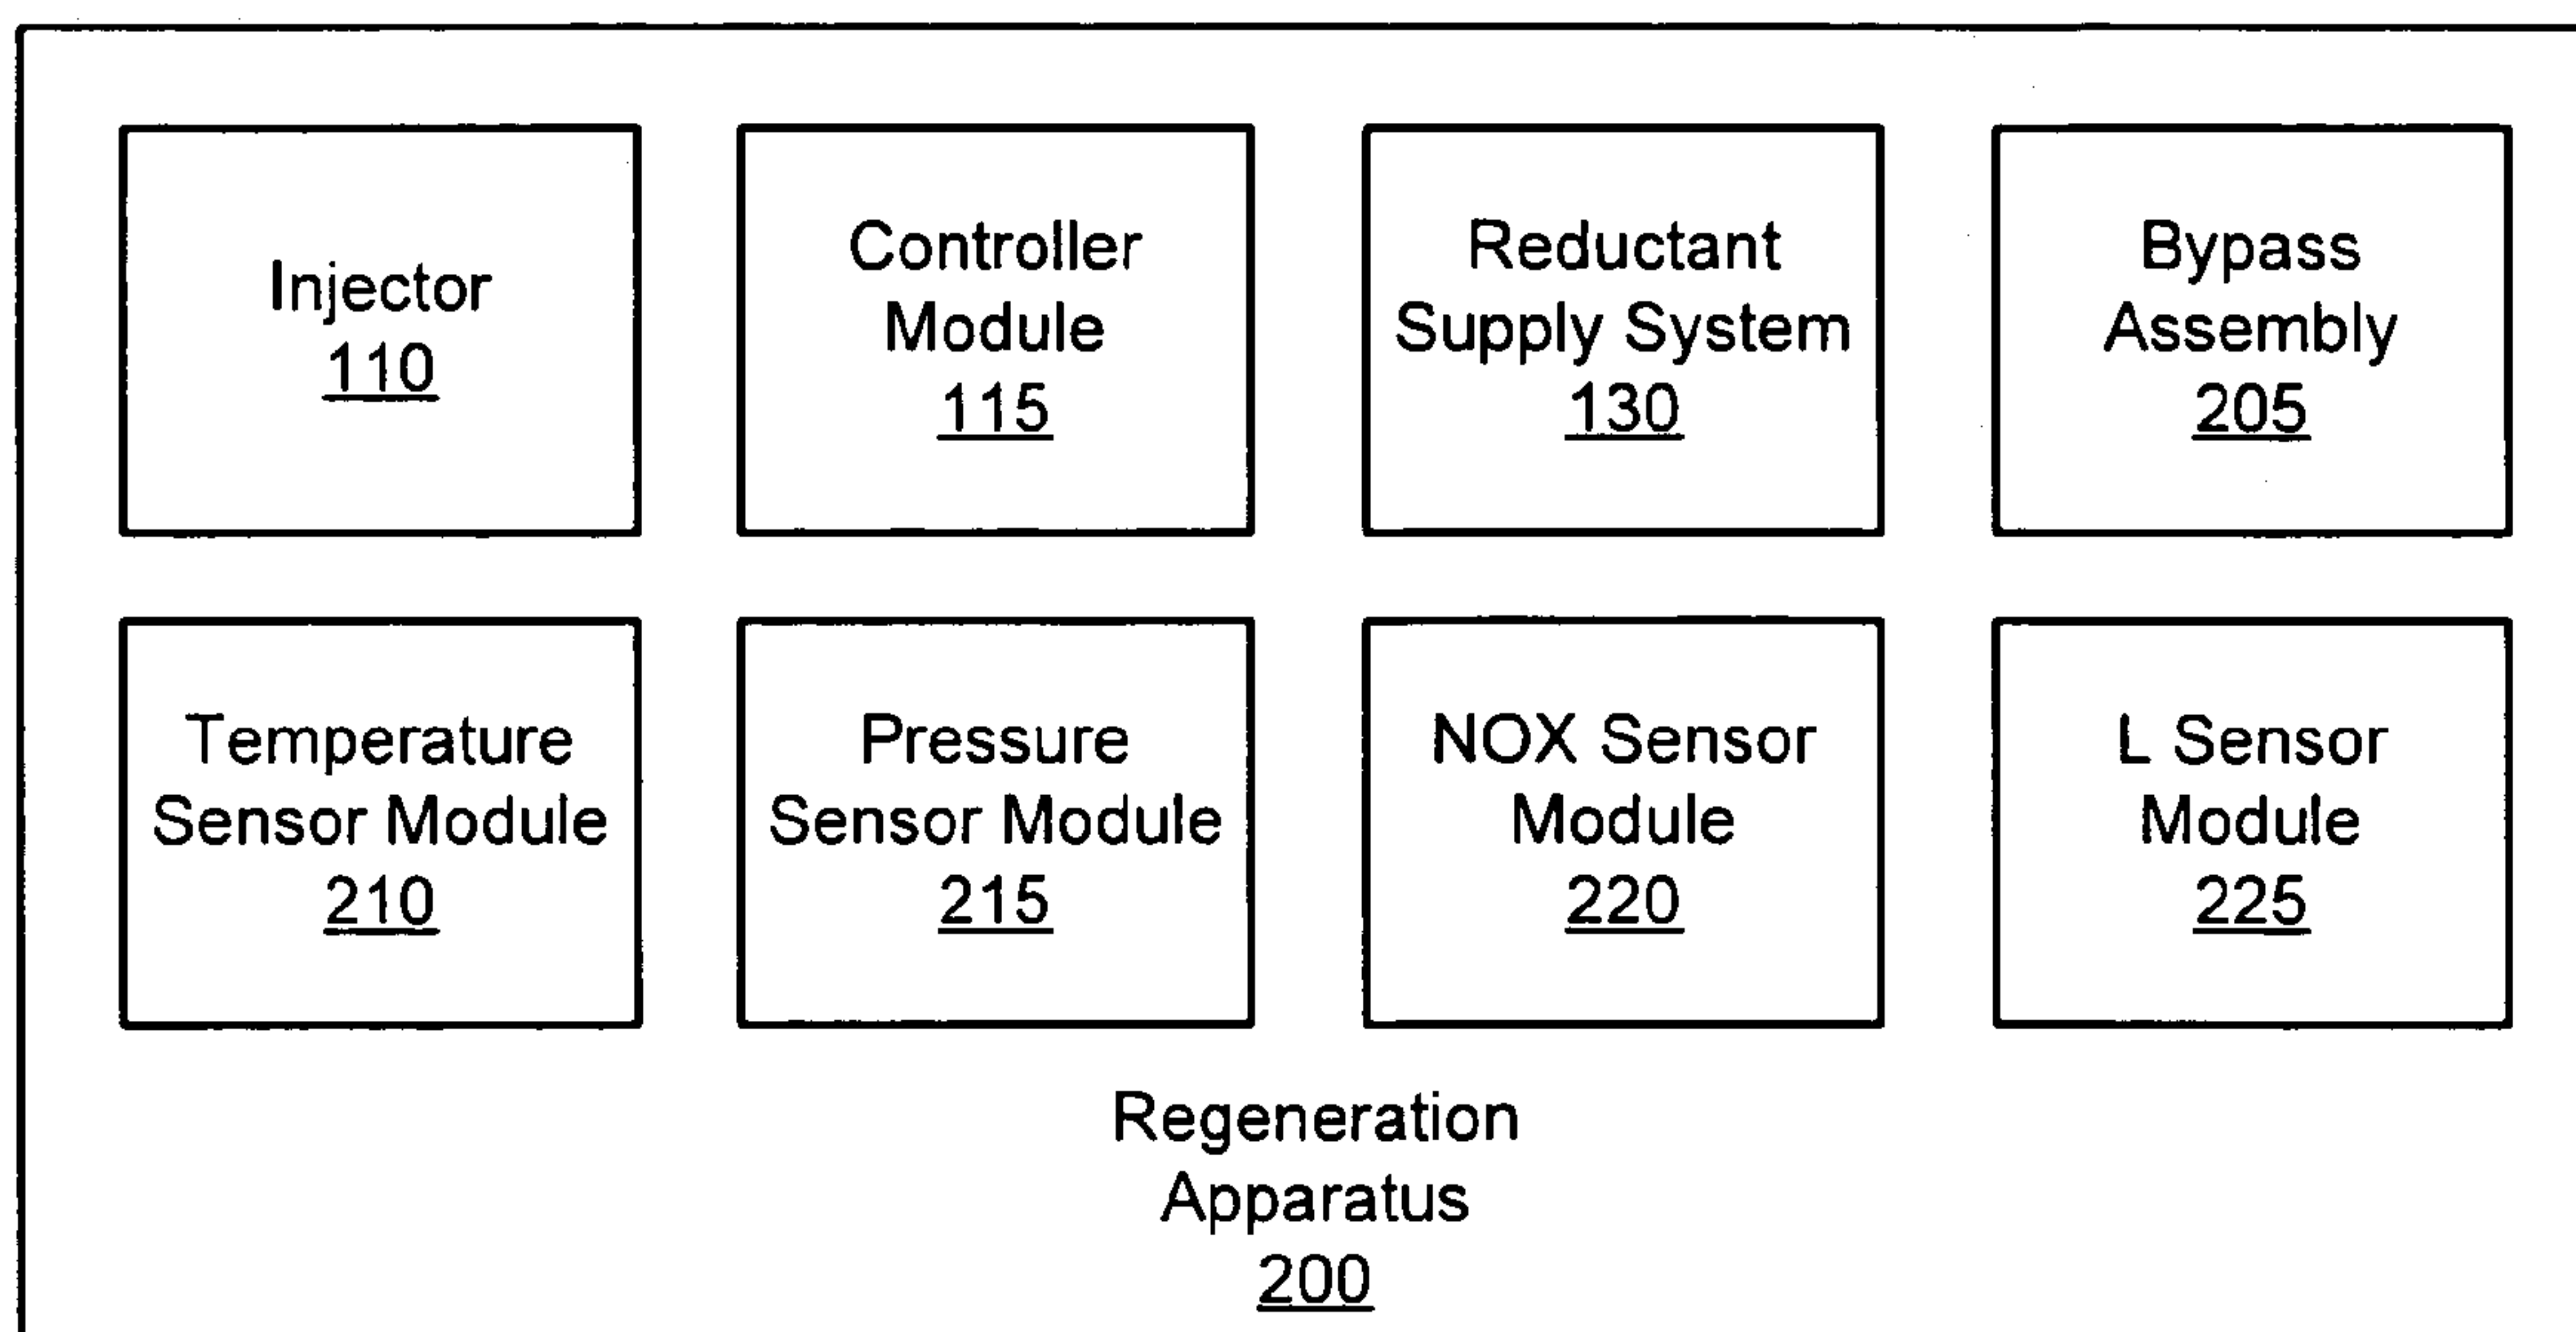 Injector
110
Controller
Module
115
Reductant
Supply System
130
Bypass
Assembly
205
Temperature
Sensor Module
210
Pressure
Sensor Module
215
NOX Sensor
Module
220
L Sensor
Module
225
Regeneration
Apparatus
200